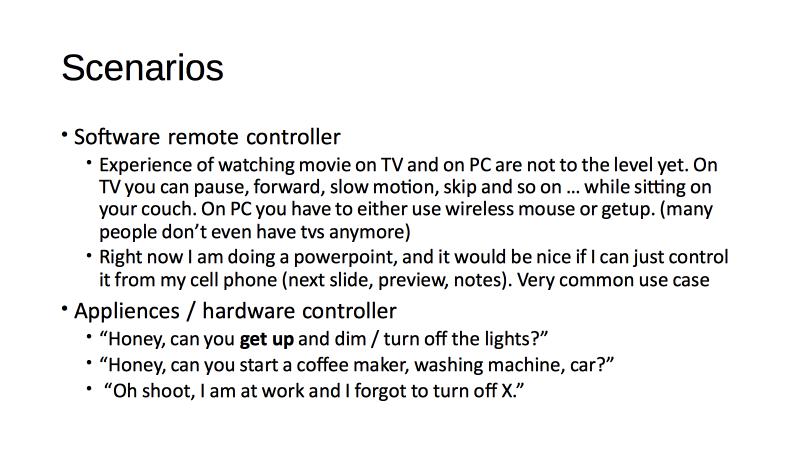 Scenarios
• Software remote controller
• Experience of watching movie on TV and on PC are not to the level yet. On
TV you can pause, forward, slow motion, skip and so on … while sitting on
your couch. On PC you have to either use wireless mouse or getup. (many
people don’t even have tvs anymore)
• Right now I am doing a powerpoint, and it would be nice if I can just control
it from my cell phone (next slide, preview, notes). Very common use case
• Appliences / hardware controller
• “Honey, can you get up and dim / turn off the lights?”
• “Honey, can you start a coffee maker, washing machine, car?”
• “Oh shoot, I am at work and I forgot to turn off X.”